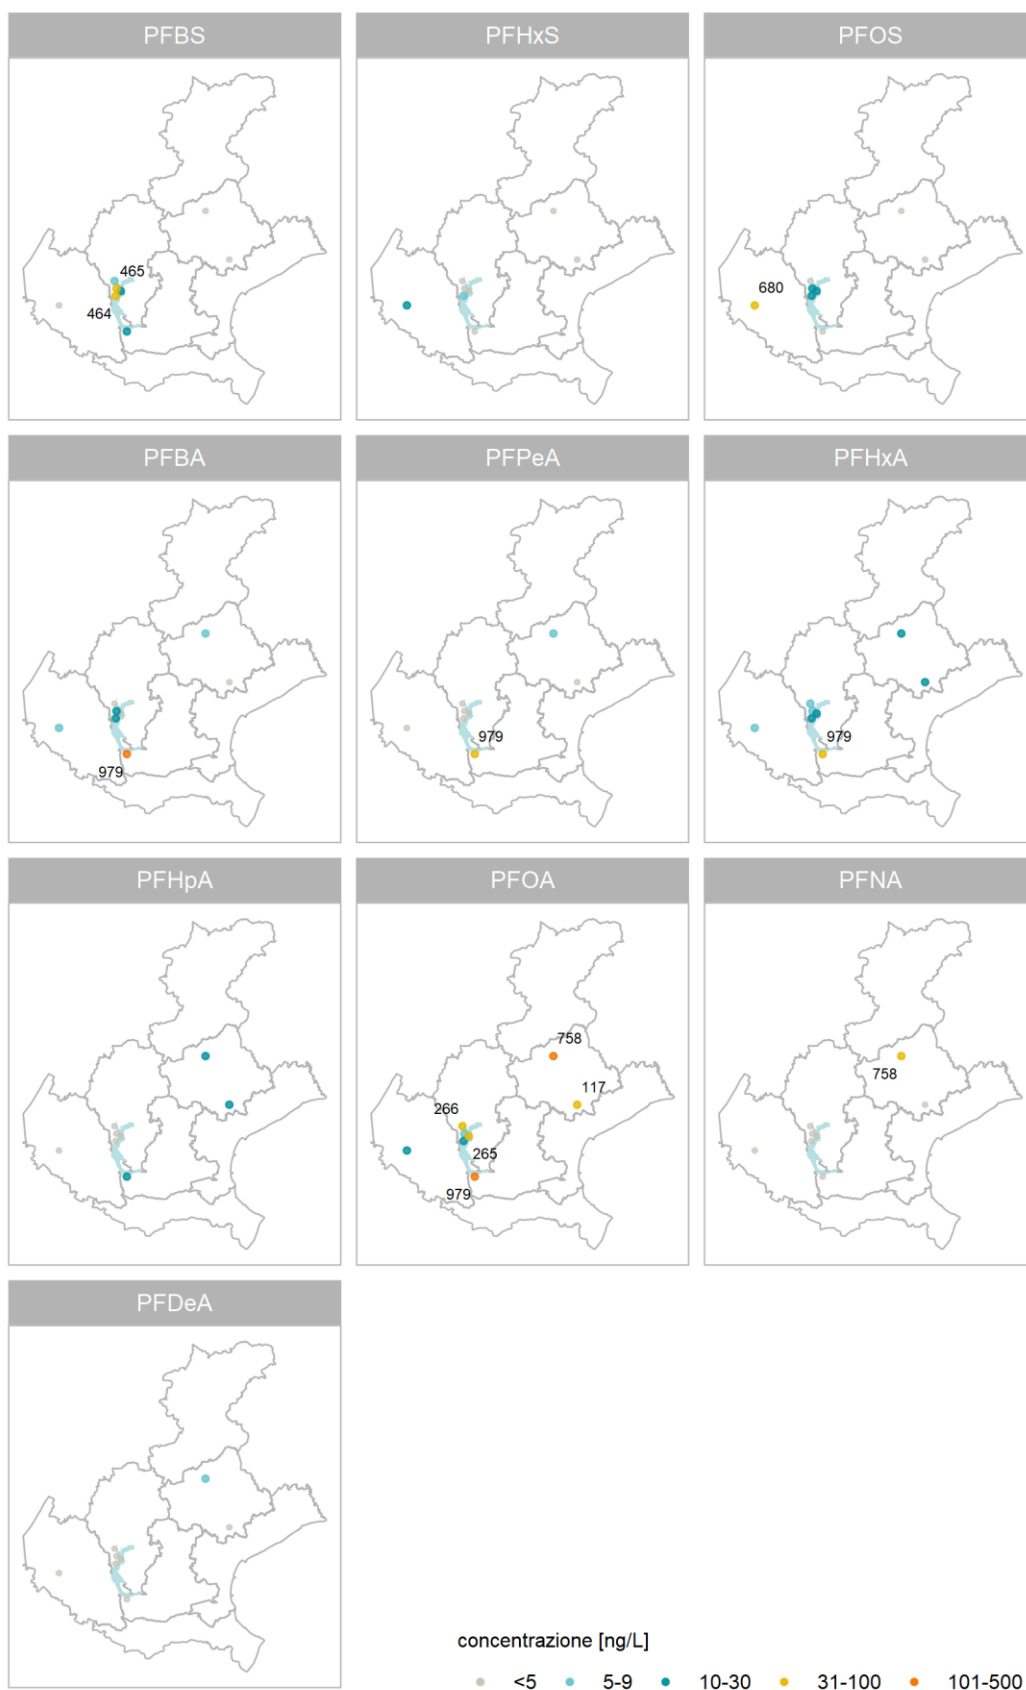 PFBS
PFHxS
PFOS
465
464
680
PFBA
PFPeA
PFHxA
979
979
979
PFHpA
PFOA
PFNA
758
117
266
265
979
758
PFDeA
concentrazione [ng/L]
<5 5-9 10-30 31-100 101-500